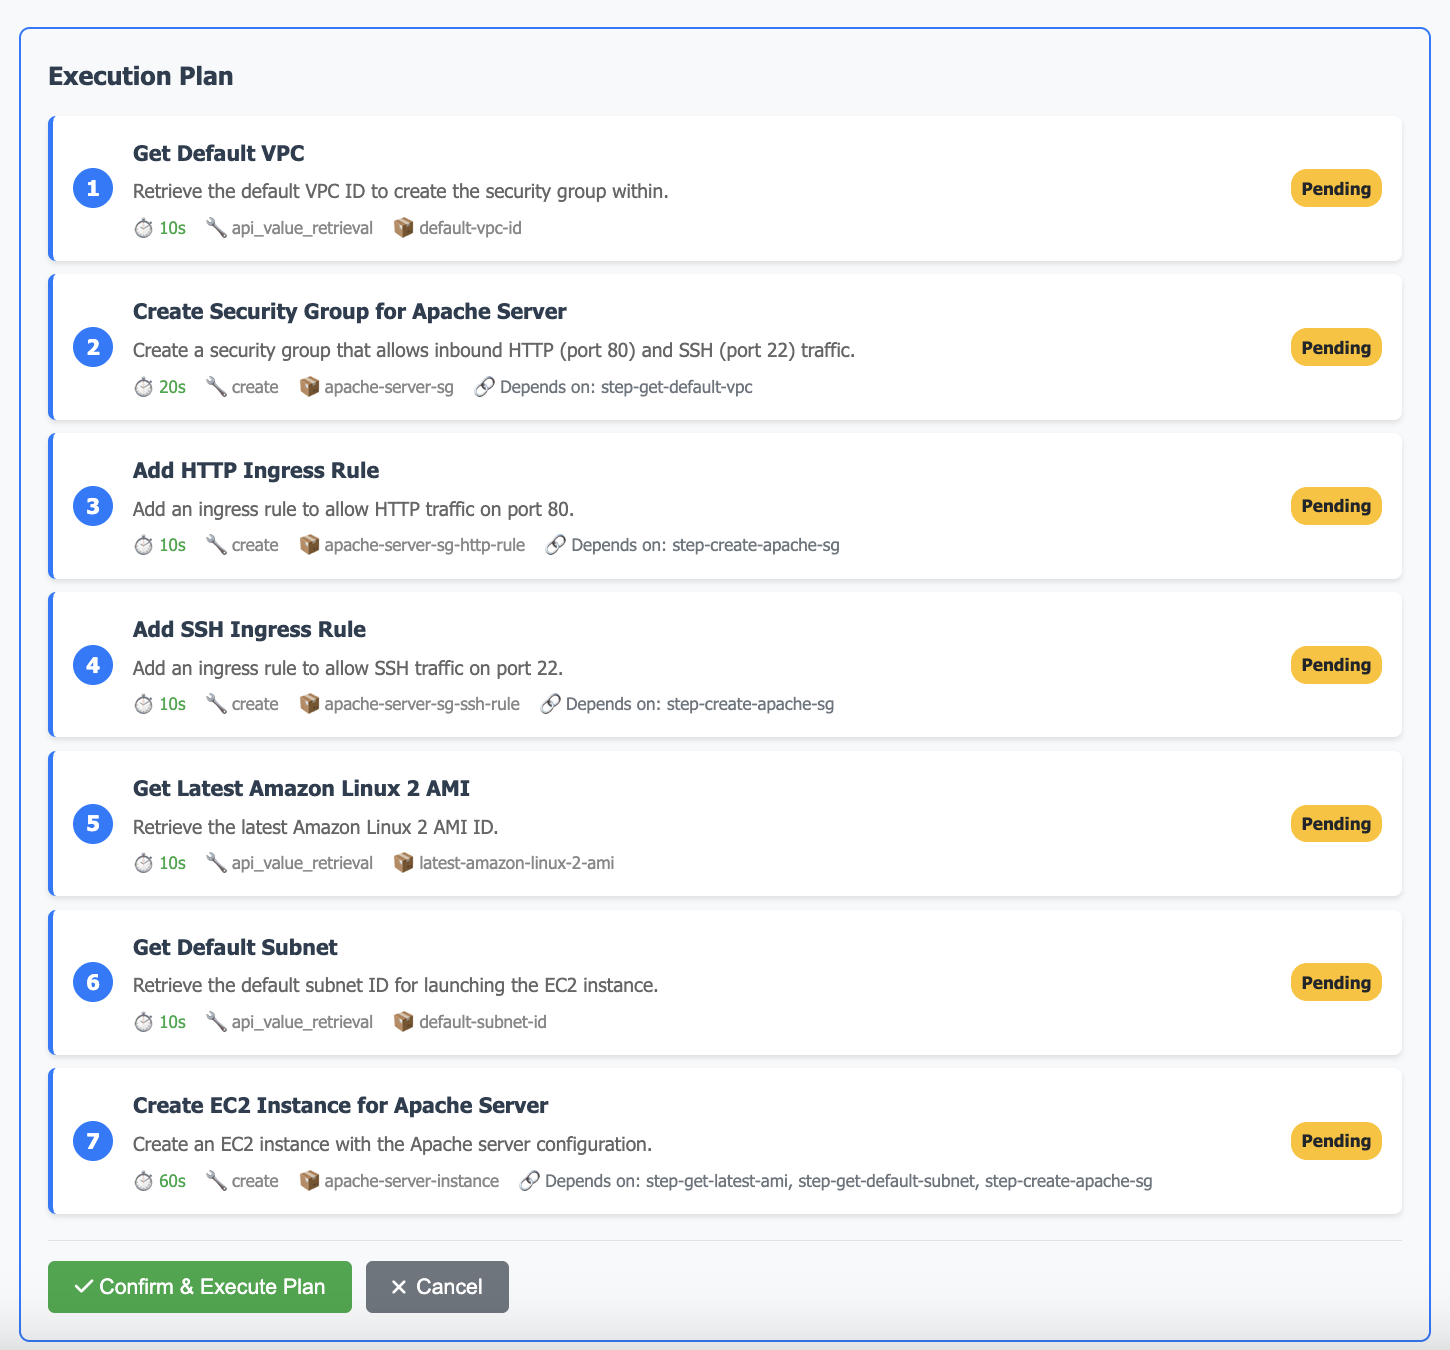 Execution Plan
Get Default VPC
1
Retrieve the default VPC ID to create the security group within.
10s api_value_retrieval default-vpc-id
Pending
Create Security Group for Apache Server
2
Create a security group that allows inbound HTTP (port 80) and SSH (port 22) traffic.
20s create apache-server-sg Depends on: step-get-default-vpc
Pending
Add HTTP Ingress Rule
3
Add an ingress rule to allow HTTP traffic on port 80.
10s create apache-server-sg-http-rule Depends on: step-create-apache-sg
Pending
Add SSH Ingress Rule
4
Add an ingress rule to allow SSH traffic on port 22.
10s create apache-server-sg-ssh-rule Depends on: step-create-apache-sg
Pending
Get Latest Amazon Linux 2 AMI
5
Retrieve the latest Amazon Linux 2 AMI ID.
10s api_value_retrieval latest-amazon-linux-2-ami
Pending
Get Default Subnet
6
Retrieve the default subnet ID for launching the EC2 instance.
10s api_value_retrieval default-subnet-id
Pending
Create EC2 Instance for Apache Server
7
Create an EC2 instance with the Apache server configuration.
60s create apache-server-instance Depends on: step-get-latest-ami, step-get-default-subnet, step-create-apache-sg
Pending
✓ Confirm & Execute Plan
✕ Cancel